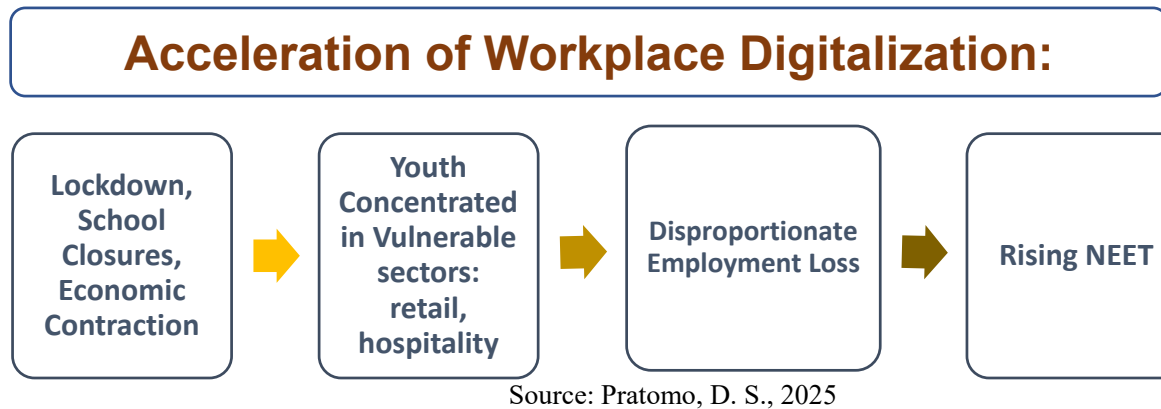 Acceleration of Workplace Digitalization:
Lockdown,
School
Closures,
Economic
Contraction
Youth
Concentrated
in Vulnerable
sectors:
retail,
hospitality
Disproportionate
Employment Loss
Rising NEET
Source: Pratomo, D. S., 2025